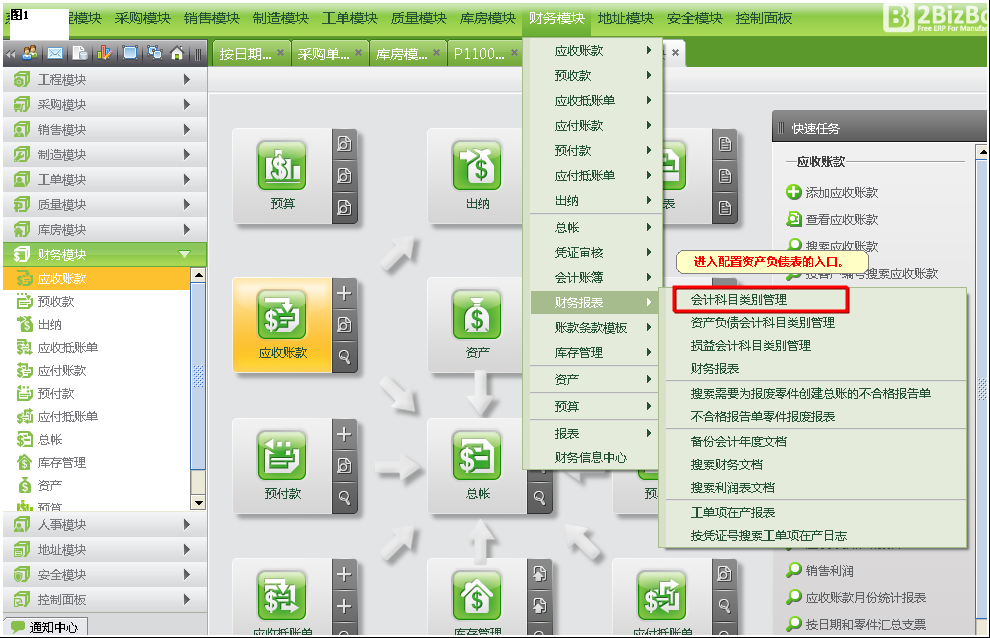 图1
程模块 采购模块 销售模块 制造模块 工单模块 质量模块 库房模块 财务模块 地址模块 安全模块 控制面板
2BizBo
Free ERP For Manufa
按日期... × 采购单... × 库房模... × P1100... × ×
工程模块
采购模块
销售模块
制造模块
工单模块
质量模块
库房模块
财务模块
应收账款
预收款
出纳
应收抵账单
应付账款
预付款
应付抵账单
总帐
库存管理
资产
预算
人事模块
地址模块
安全模块
控制面板
通知中心
预算
出纳
表
应收账款
资产
预付款
总帐
预
应收抵账单
库存管理
应付抵账单
应收账款
预收款
应收抵账单
应付账款
预付款
应付抵账单
出纳
总帐
凭证审核
会计账簿
财务报表
账款条款模板
库存管理
资产
预算
报表
财务信息中心
进入配置资产负债表的入口。
会计科目类别管理
资产负债会计科目类别管理
损益会计科目类别管理
财务报表
搜索需要为报废零件创建总账的不合格报告单
不合格报告单零件报废报表
备份会计年度文档
搜索财务文档
搜索利润表文档
工单项在产报表
按凭证号搜索工单项在产日志
快速任务
应收账款
添加应收账款
查看应收账款
搜索应收账款
按客户编号搜索应收账款
销售利润
应收账款月份统计报表
按日期和零件汇总支票